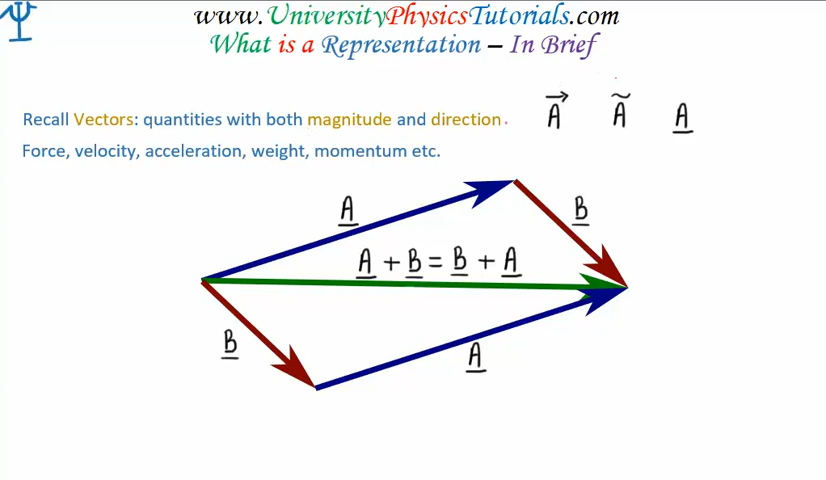 www.UniversityPhysicsTutorials.com
What is a Representation – In Brief
Recall Vectors: quantities with both magnitude and direction.
A⃗ Ã A̲
Force, velocity, acceleration, weight, momentum etc.
A̲
B̲
A̲ + B̲ = B̲ + A̲
B̲
A̲